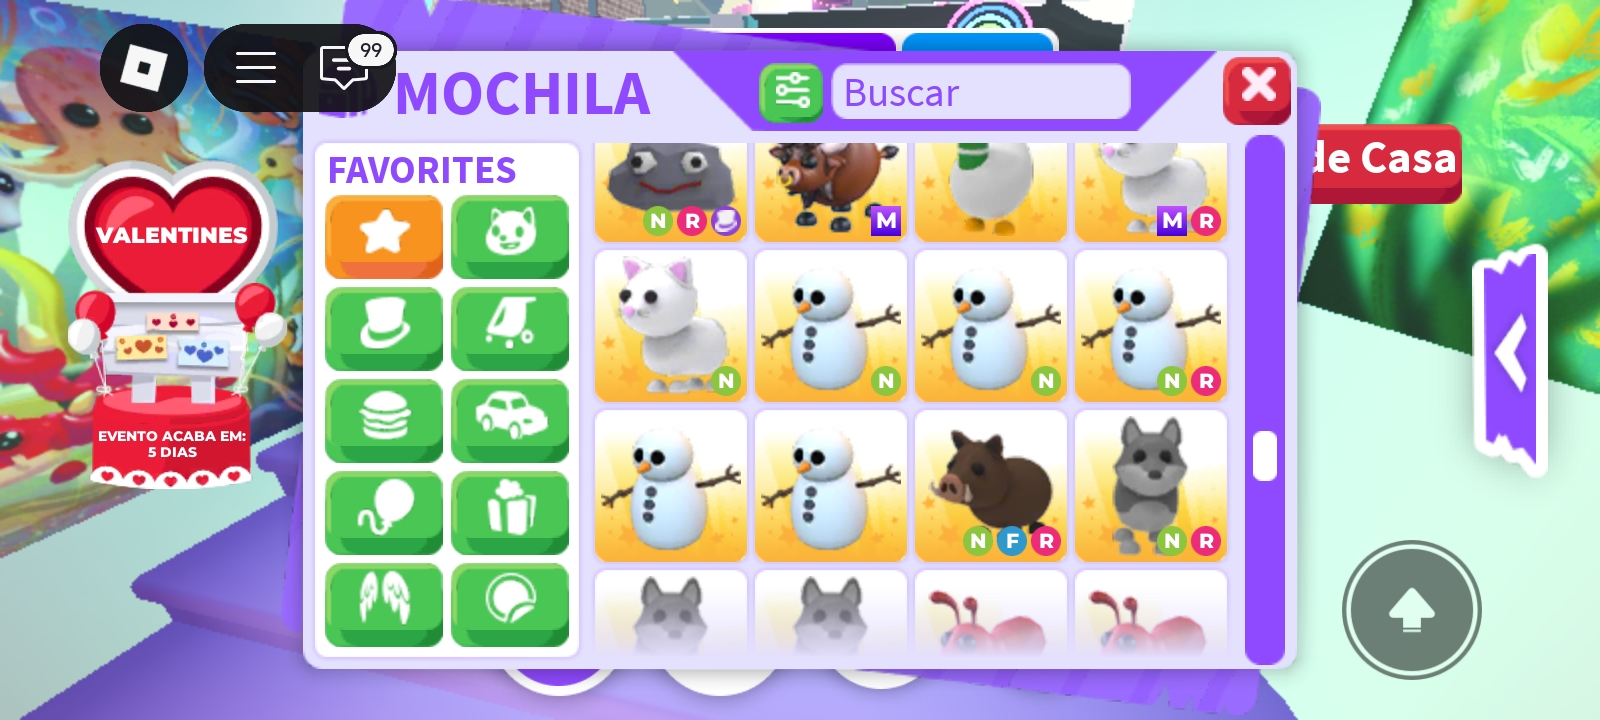 99
MOCHILA
Buscar
de Casa
FAVORITES
VALENTINES
EVENTO ACABA EM:
5 DIAS
N R
M
M R
N
N
N
N R
N F R
N R